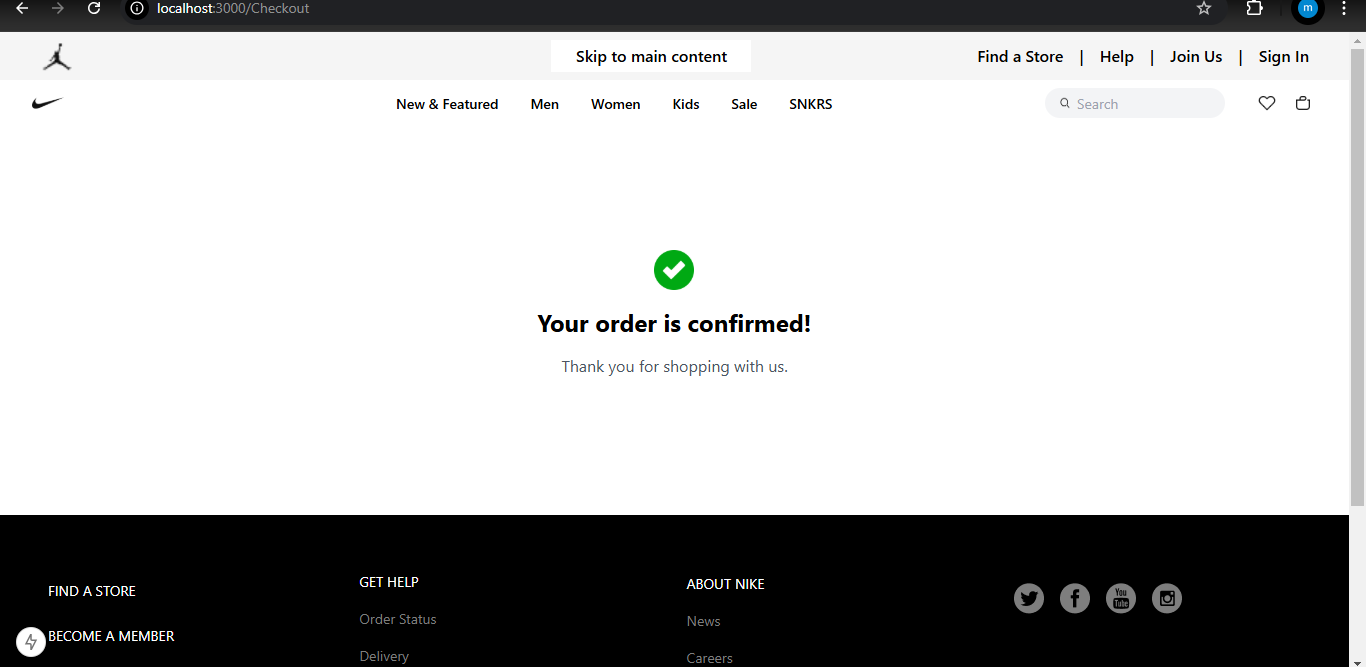 localhost:3000/Checkout
m
Skip to main content
Find a Store | Help | Join Us | Sign In
New & Featured Men Women Kids Sale SNKRS
Search
Your order is confirmed!
Thank you for shopping with us.
FIND A STORE
BECOME A MEMBER
GET HELP
Order Status
Delivery
ABOUT NIKE
News
Careers
You Tube